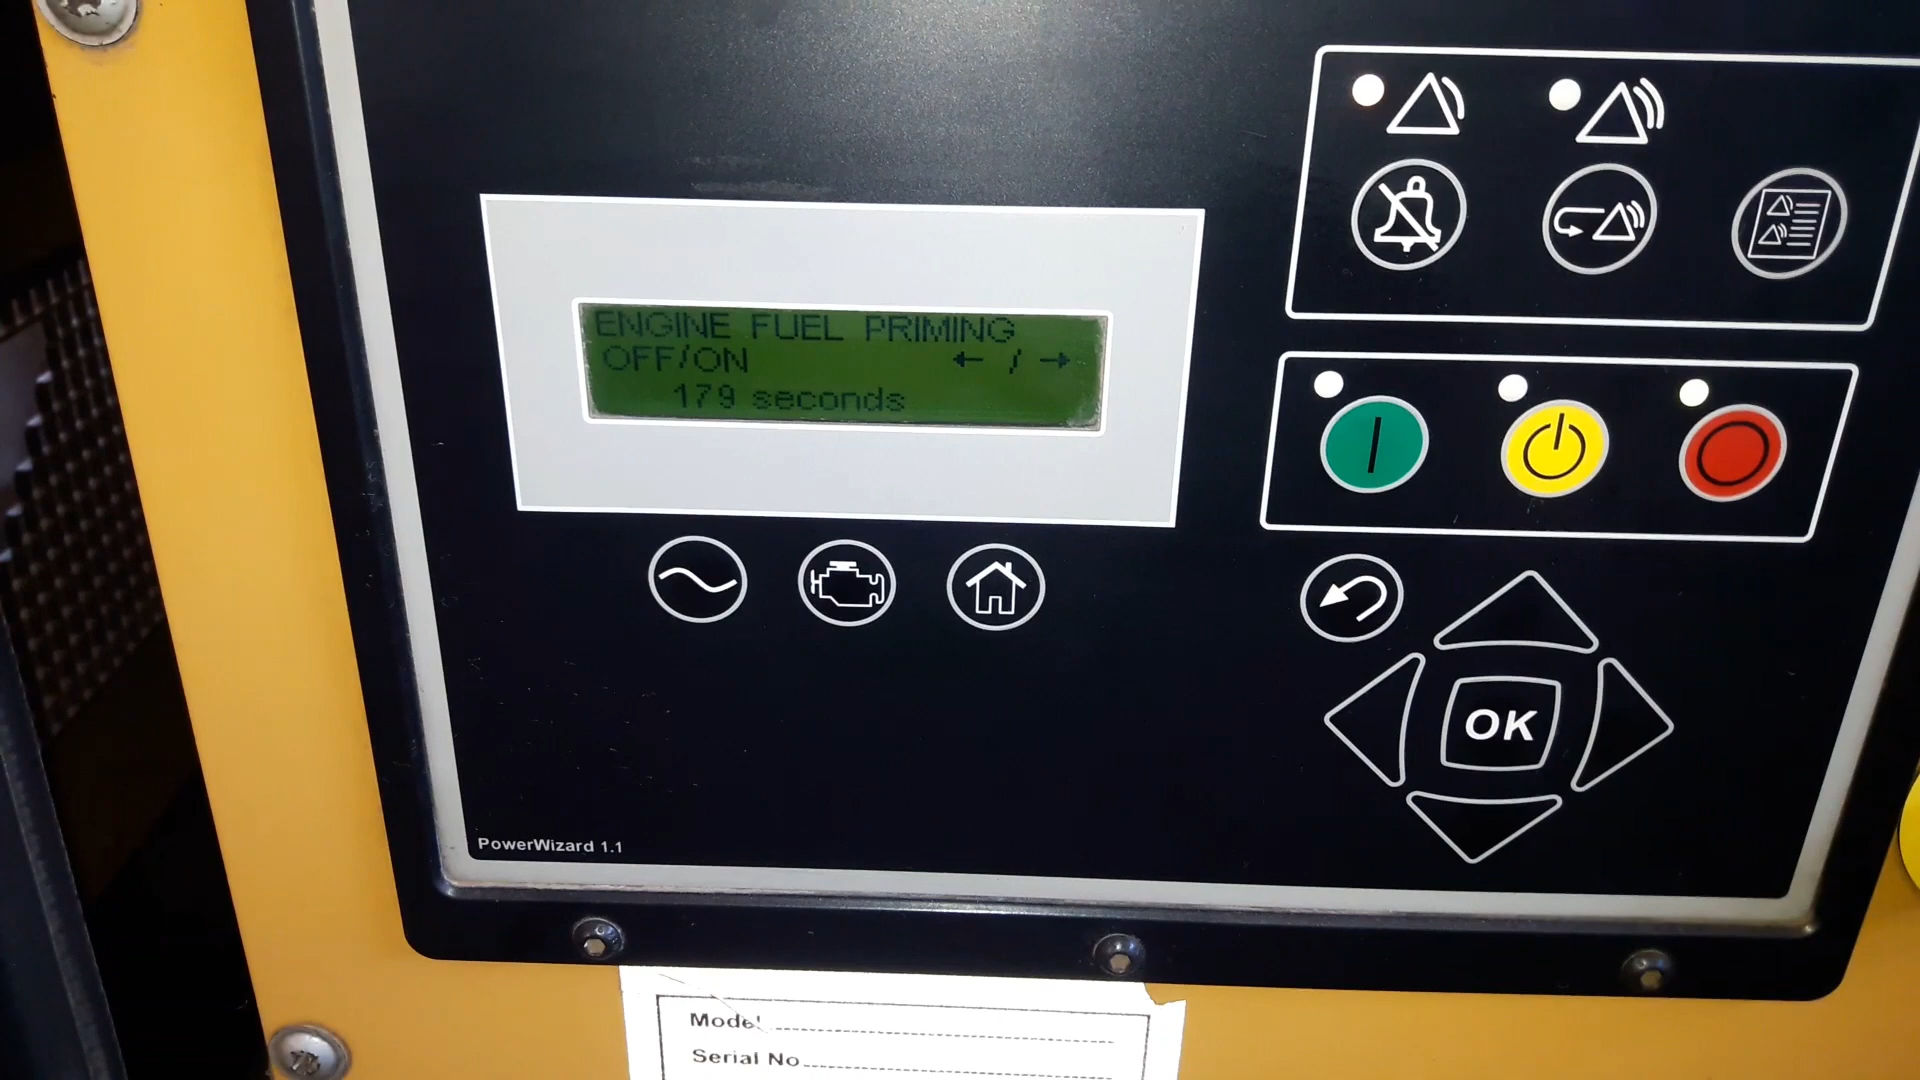 ENGINE FUEL PRIMING
OFF/ON ← / →
179 seconds
OK
PowerWizard 1.1
Model
Serial No